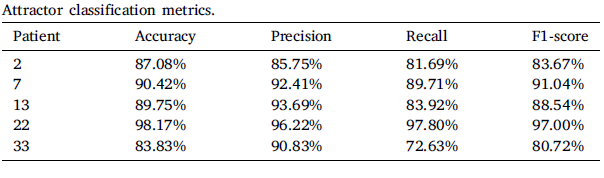 Attractor classification metrics.
Patient Accuracy Precision Recall F1-score
2 87.08% 85.75% 81.69% 83.67%
7 90.42% 92.41% 89.71% 91.04%
13 89.75% 93.69% 83.92% 88.54%
22 98.17% 96.22% 97.80% 97.00%
33 83.83% 90.83% 72.63% 80.72%